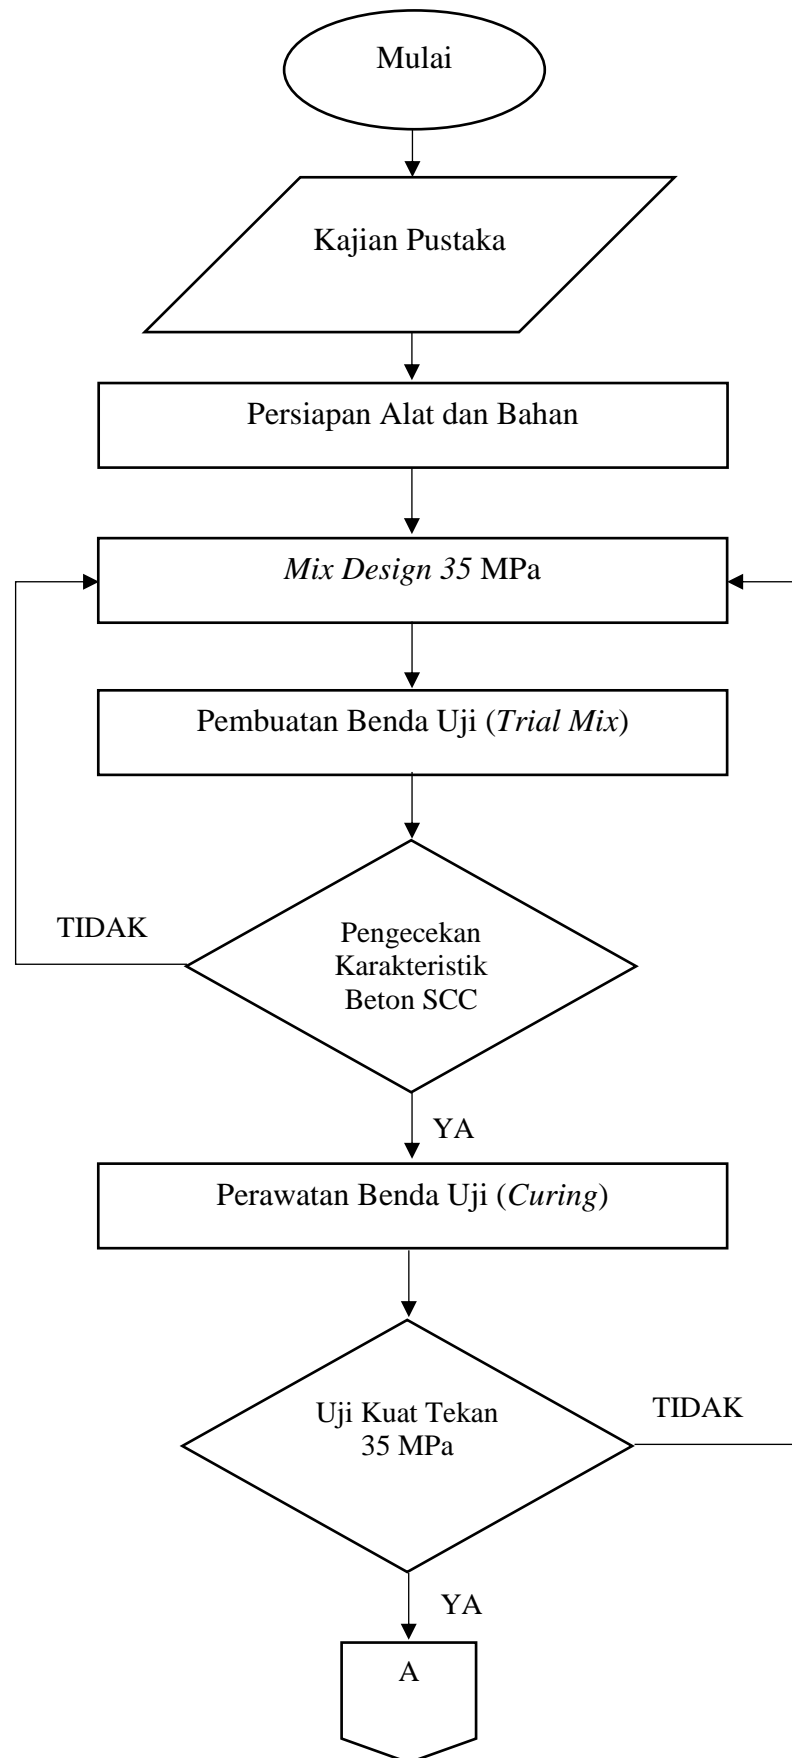 Mulai
Kajian Pustaka
Persiapan Alat dan Bahan
Mix Design 35 MPa
Pembuatan Benda Uji (Trial Mix)
TIDAK
Pengecekan
Karakteristik
Beton SCC
YA
Perawatan Benda Uji (Curing)
Uji Kuat Tekan
35 MPa
TIDAK
YA
A